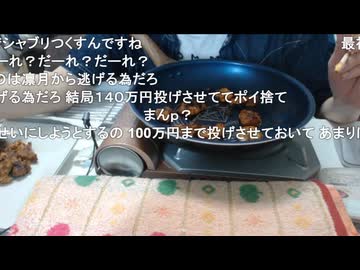 ジャブリつくすんですね
ーれ？だーれ？だーれ？
のは凛月から逃げる為だろ
げる為だろ 結局１４０万円投げさせててポイ捨て
まんｐ？
せいにしようとするの 100万円まで投げさせておいて あまりに
最初